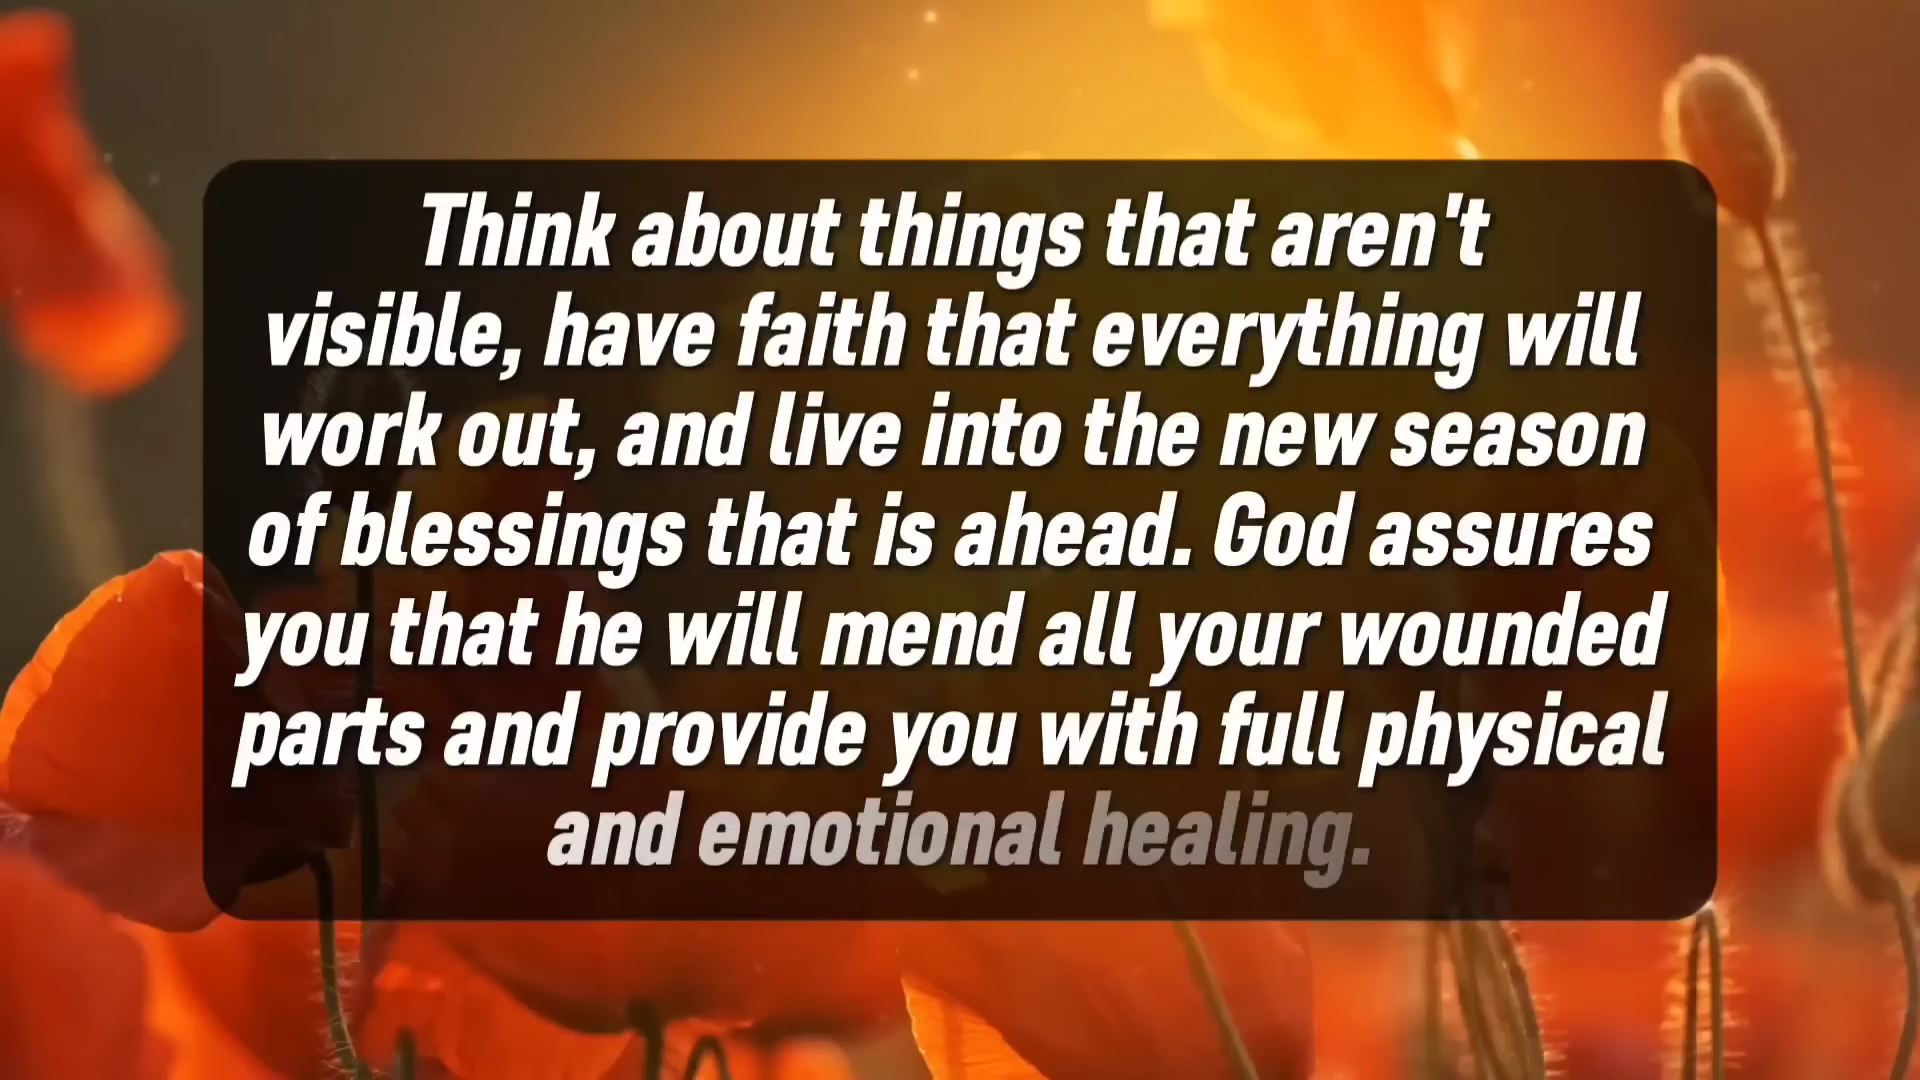 Think about things that aren't
visible, have faith that everything will
work out, and live into the new season
of blessings that is ahead. God assures
you that he will mend all your wounded
parts and provide you with full physical
and emotional healing.